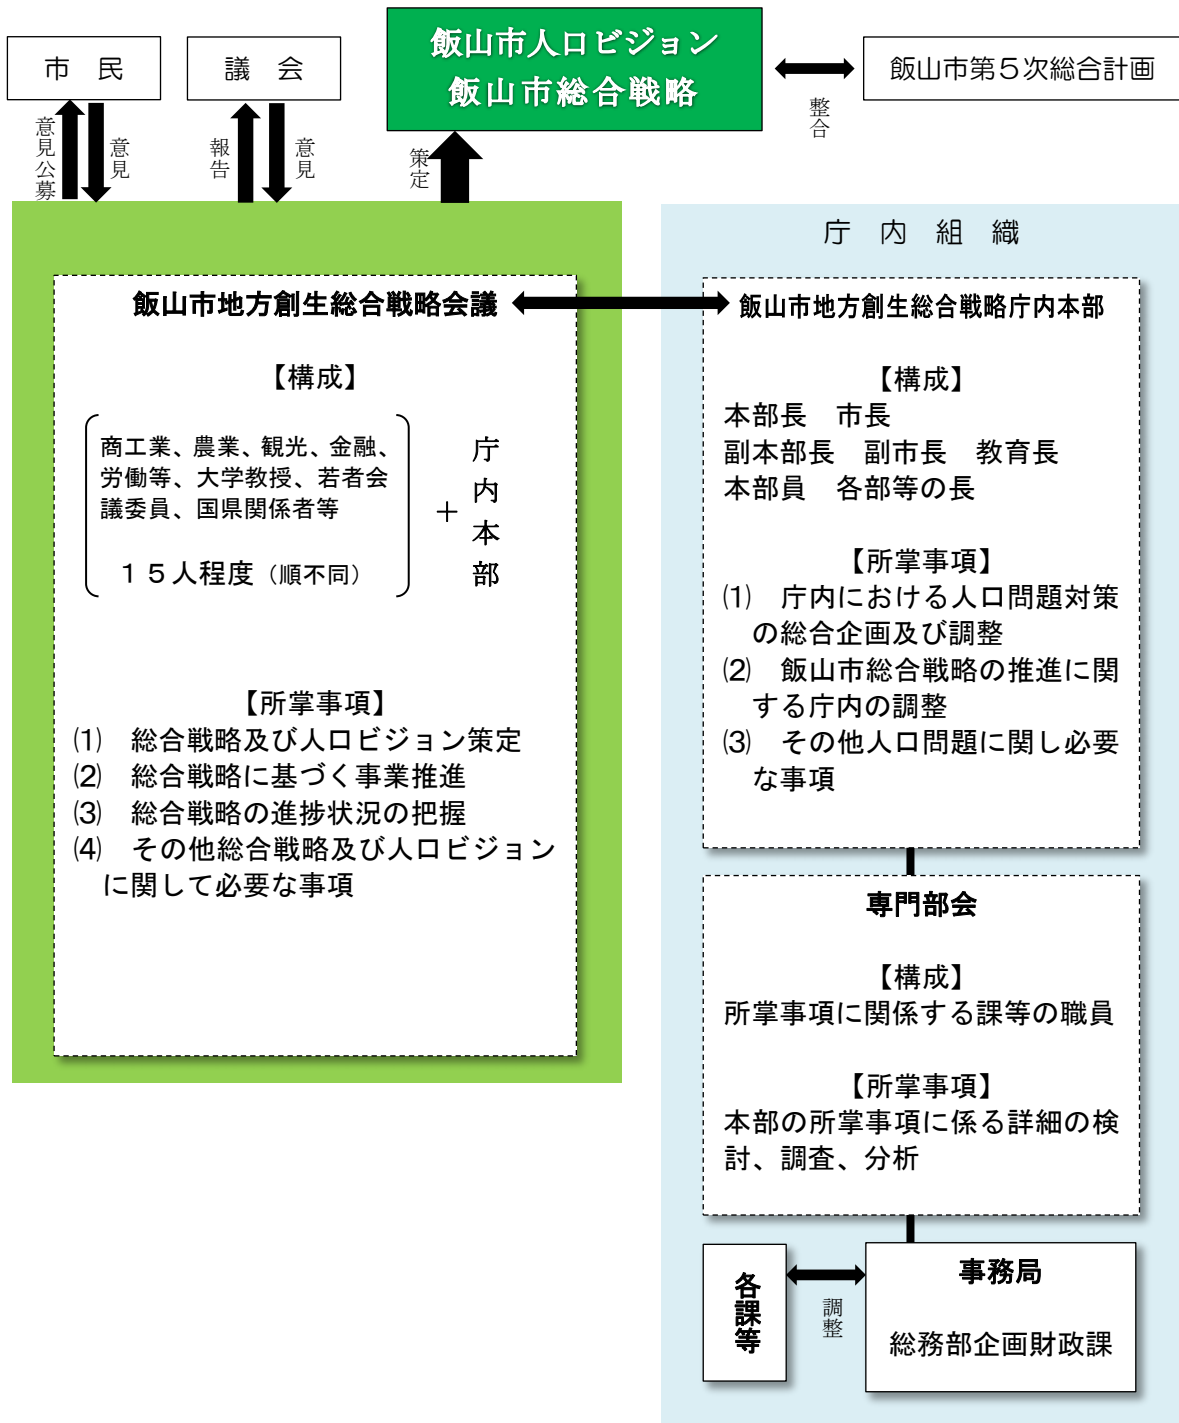 飯山市人口ビジョン
飯山市総合戦略
市　民
議　会
飯山市第５次総合計画
整合
意見公募
意見
報告
意見
策定
飯山市地方創生総合戦略会議
【構成】
商工業、農業、観光、金融、
労働等、大学教授、若者会
議委員、国県関係者等
１５人程度（順不同）
＋
庁内本部
【所掌事項】
⑴　総合戦略及び人口ビジョン策定
⑵　総合戦略に基づく事業推進
⑶　総合戦略の進捗状況の把握
⑷　その他総合戦略及び人口ビジョン
に関して必要な事項
庁　内　組　織
飯山市地方創生総合戦略庁内本部
【構成】
本部長　市長
副本部長　副市長　教育長
本部員　各部等の長
【所掌事項】
⑴　庁内における人口問題対策
の総合企画及び調整
⑵　飯山市総合戦略の推進に関
する庁内の調整
⑶　その他人口問題に関し必要
な事項
専門部会
【構成】
所掌事項に関係する課等の職員
【所掌事項】
本部の所掌事項に係る詳細の検
討、調査、分析
各課等
調整
事務局
総務部企画財政課